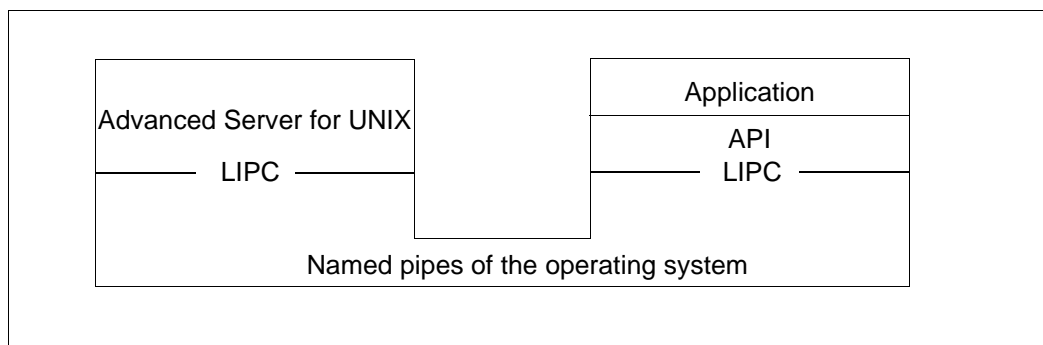 Advanced Server for UNIX
LIPC
Application
API
LIPC
Named pipes of the operating system